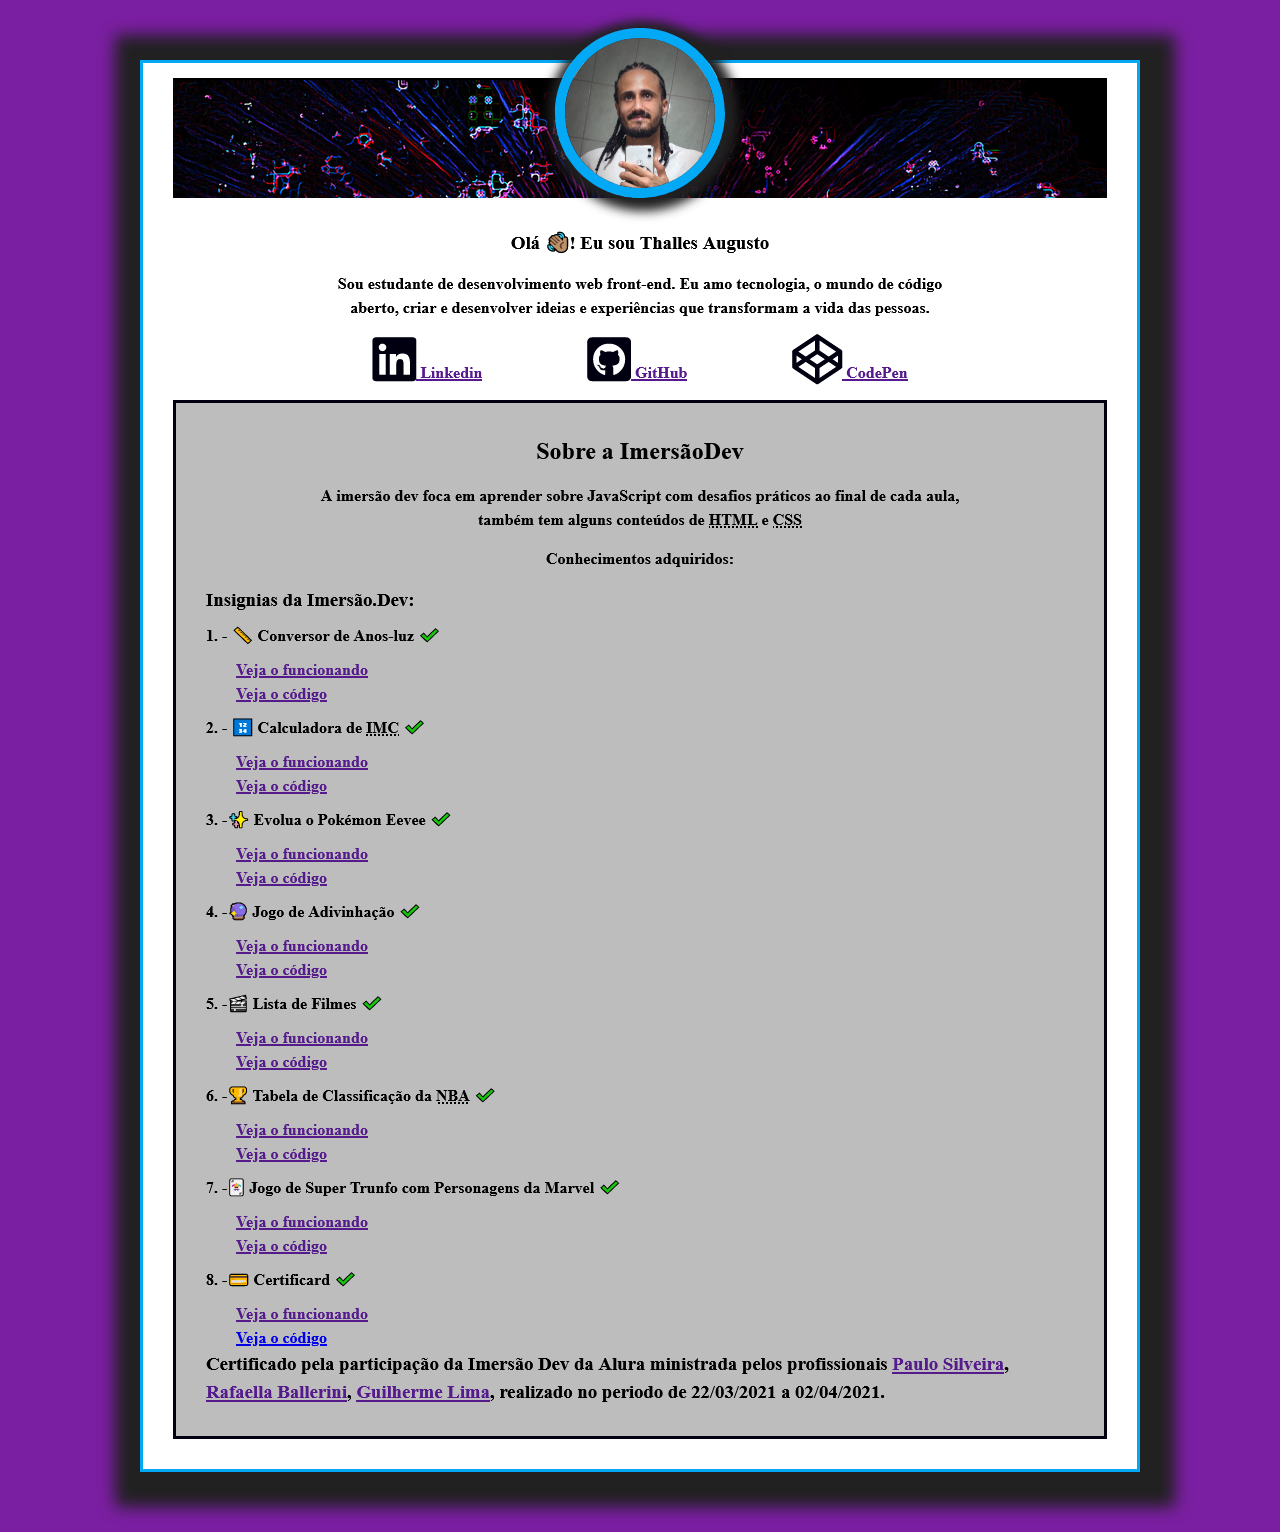 Olá 👋🏽! Eu sou Thalles Augusto
Sou estudante de desenvolvimento web front-end. Eu amo tecnologia, o mundo de código
aberto, criar e desenvolver ideias e experiências que transformam a vida das pessoas.
Linkedin GitHub CodePen
Sobre a ImersãoDev
A imersão dev foca em aprender sobre JavaScript com desafios práticos ao final de cada aula,
também tem alguns conteúdos de HTML e CSS
Conhecimentos adquiridos:
Insignias da Imersão.Dev:
1. - 📏 Conversor de Anos-luz ✔
Veja o funcionando
Veja o código
2. - 🔢 Calculadora de IMC ✔
Veja o funcionando
Veja o código
3. -✨ Evolua o Pokémon Eevee ✔
Veja o funcionando
Veja o código
4. -🔮 Jogo de Adivinhação ✔
Veja o funcionando
Veja o código
5. -🎬 Lista de Filmes ✔
Veja o funcionando
Veja o código
6. -🏆 Tabela de Classificação da NBA ✔
Veja o funcionando
Veja o código
7. -🃏 Jogo de Super Trunfo com Personagens da Marvel ✔
Veja o funcionando
Veja o código
8. -💳 Certificard ✔
Veja o funcionando
Veja o código
Certificado pela participação da Imersão Dev da Alura ministrada pelos profissionais Paulo Silveira,
Rafaella Ballerini, Guilherme Lima, realizado no periodo de 22/03/2021 a 02/04/2021.